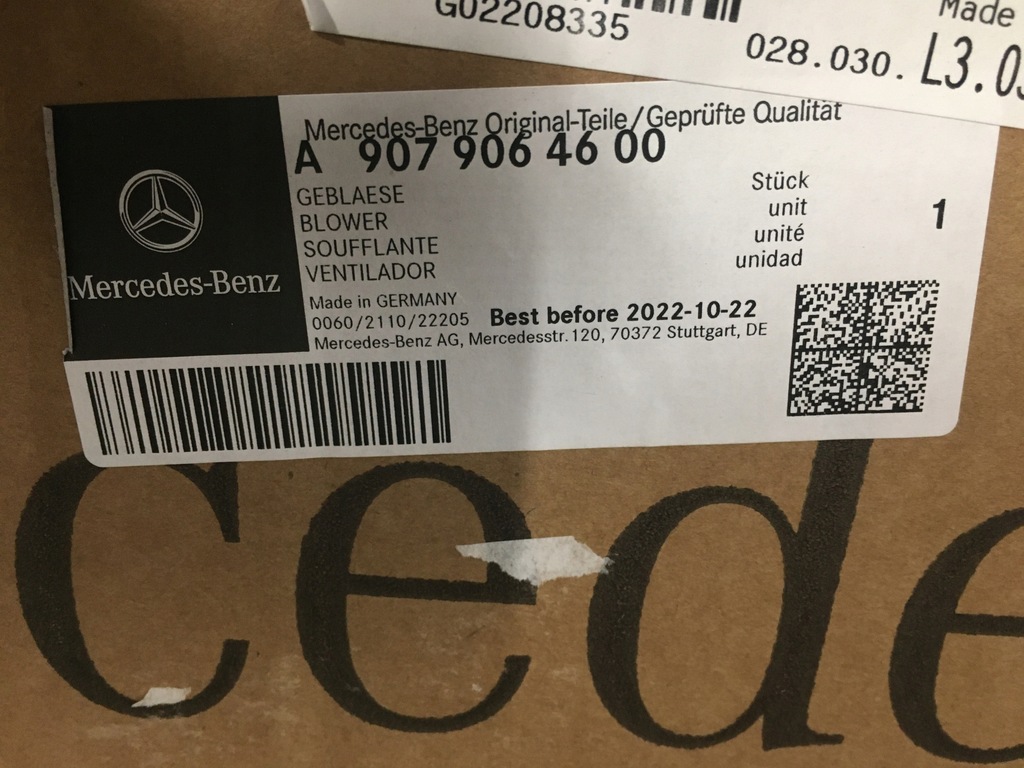 G02208335
Made
028.030. L3.0
Mercedes-Benz Original-Teile/Geprüfte Qualität
A 907 906 46 00
GEBLAESE
BLOWER
SOUFFLANTE
VENTILADOR
Stück
unit
unité
unidad
1
Mercedes-Benz
Made in GERMANY
0060/2110/22205 Best before 2022-10-22
Mercedes-Benz AG, Mercedesstr.120, 70372 Stuttgart, DE
cede